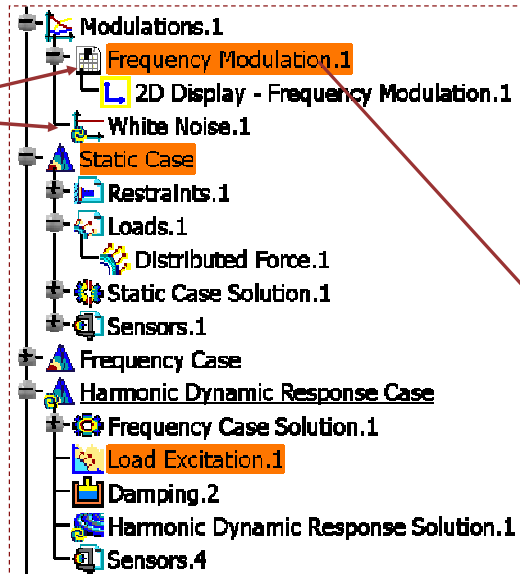 Modulations.1
Frequency Modulation.1
2D Display - Frequency Modulation.1
White Noise.1
Static Case
Restraints.1
Loads.1
Distributed Force.1
Static Case Solution.1
Sensors.1
Frequency Case
Harmonic Dynamic Response Case
Frequency Case Solution.1
Load Excitation.1
Damping.2
Harmonic Dynamic Response Solution.1
Sensors.4